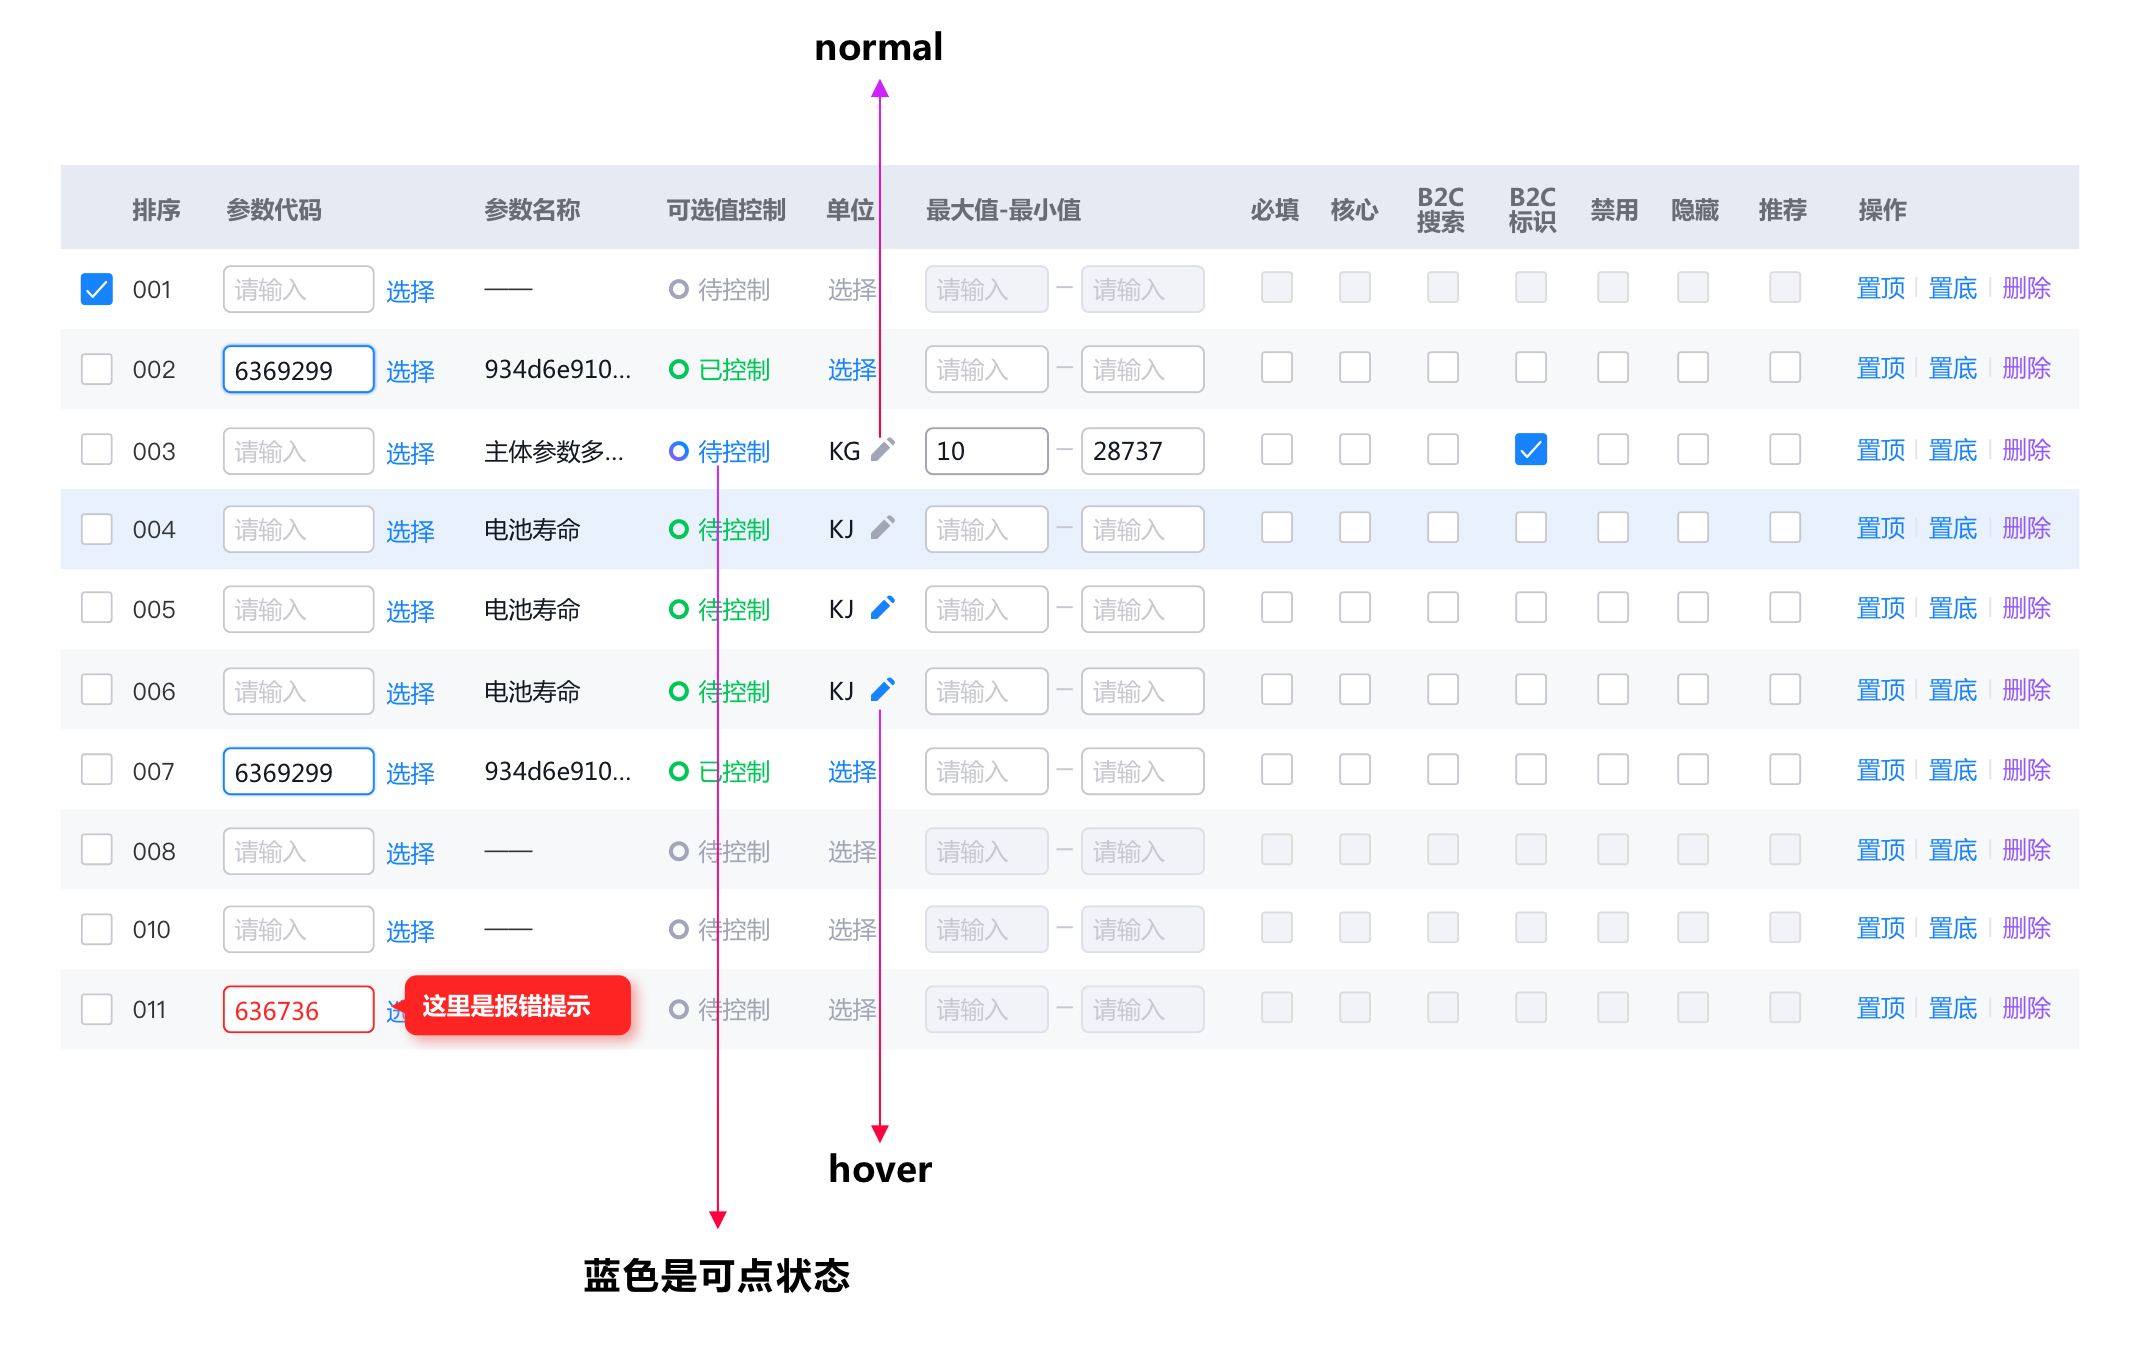 normal
排序 参数代码 参数名称 可选值控制 单位 最大值-最小值 必填 核心 B2C 搜索 B2C 标识 禁用 隐藏 推荐 操作
001 请输入 选择 —— 待控制 选择 请输入 — 请输入 置顶 置底 删除
002 6369299 选择 934d6e910... 已控制 选择 请输入 — 请输入 置顶 置底 删除
003 请输入 选择 主体参数多... 待控制 KG 10 — 28737 置顶 置底 删除
004 请输入 选择 电池寿命 待控制 KJ 请输入 — 请输入 置顶 置底 删除
005 请输入 选择 电池寿命 待控制 KJ 请输入 — 请输入 置顶 置底 删除
006 请输入 选择 电池寿命 待控制 KJ 请输入 — 请输入 置顶 置底 删除
007 6369299 选择 934d6e910... 已控制 选择 请输入 — 请输入 置顶 置底 删除
008 请输入 选择 —— 待控制 选择 请输入 — 请输入 置顶 置底 删除
010 请输入 选择 —— 待控制 选择 请输入 — 请输入 置顶 置底 删除
011 636736 这里是报错提示 待控制 选择 请输入 — 请输入 置顶 置底 删除
hover
蓝色是可点状态